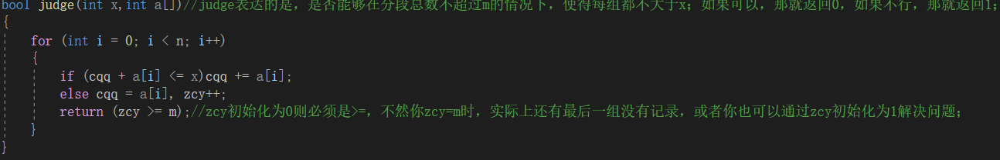 bool judge(int x,int a[])//judge表达的是，是否能够在分段总数不超过m的情况下，使得每组都不大于x；如果可以，那就返回0，如果不行，那就返回1；
{
for (int i = 0; i < n; i++)
{
if (cqq + a[i] <= x)cqq += a[i];
else cqq = a[i], zcy++;
return (zcy >= m);//zcy初始化为0则必须是>=，不然你zcy=m时，实际上还有最后一组没有记录，或者你也可以通过zcy初始化为1解决问题；
}
}